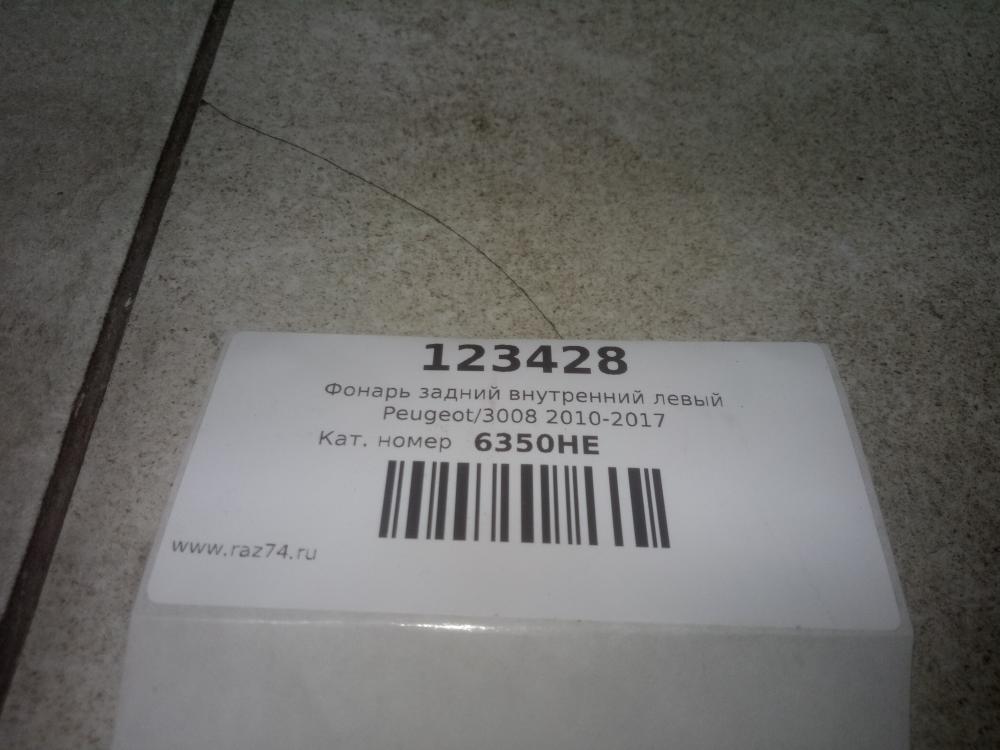 123428
Фонарь задний внутренний левый
Peugeot/3008 2010-2017
Кат. номер 6350HE
www.raz74.ru